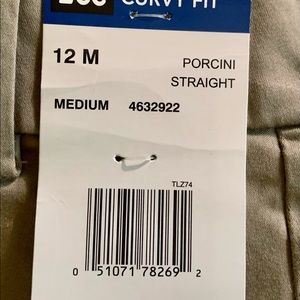 CURVY FIT
12 M
PORCINI
STRAIGHT
MEDIUM 4632922
TLZ74
0 51071 78269 2